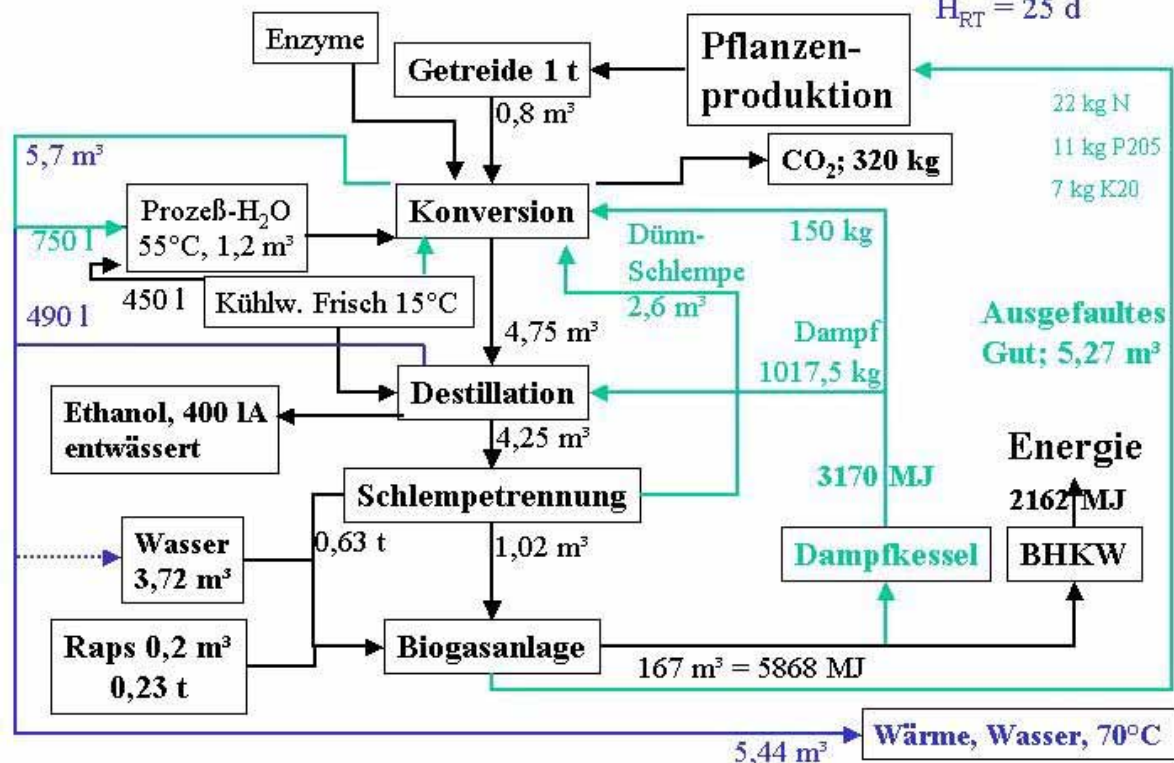 H_RT = 25 d
Enzyme
Getreide 1 t
Pflanzen-
produktion
0,8 m³
22 kg N
11 kg P205
7 kg K20
5,7 m³
CO₂; 320 kg
Prozeß-H₂O
55°C, 1,2 m³
Konversion
750 l
150 kg
Dünn-
Schlempe
2,6 m³
450 l
Kühlw. Frisch 15°C
490 l
4,75 m³
Dampf
1017,5 kg
Ausgefaultes
Gut; 5,27 m³
Destillation
Ethanol, 400 lA
entwässert
4,25 m³
Energie
3170 MJ
2162 MJ
Schlempetrennung
0,63 t
1,02 m³
Wasser
3,72 m³
Dampfkessel
BHKW
Raps 0,2 m³
0,23 t
Biogasanlage
167 m³ = 5868 MJ
Wärme, Wasser, 70°C
5,44 m³